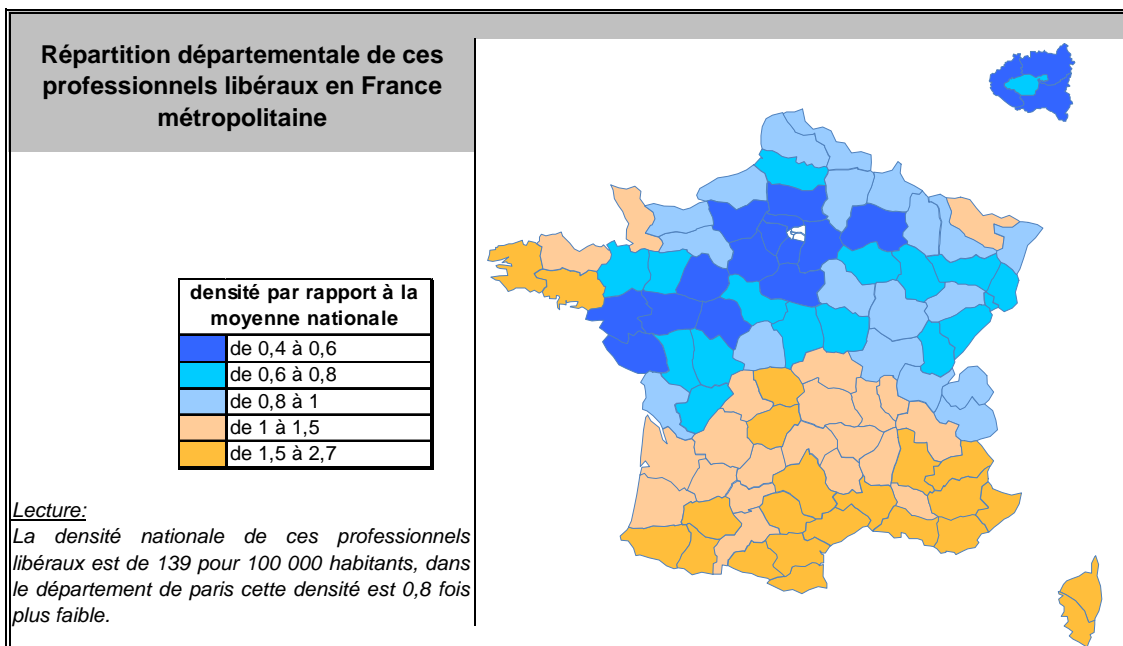 Répartition départementale de ces
professionnels libéraux en France
métropolitaine
densité par rapport à la
moyenne nationale
de 0,4 à 0,6
de 0,6 à 0,8
de 0,8 à 1
de 1 à 1,5
de 1,5 à 2,7
Lecture:
La densité nationale de ces professionnels
libéraux est de 139 pour 100 000 habitants, dans
le département de paris cette densité est 0,8 fois
plus faible.